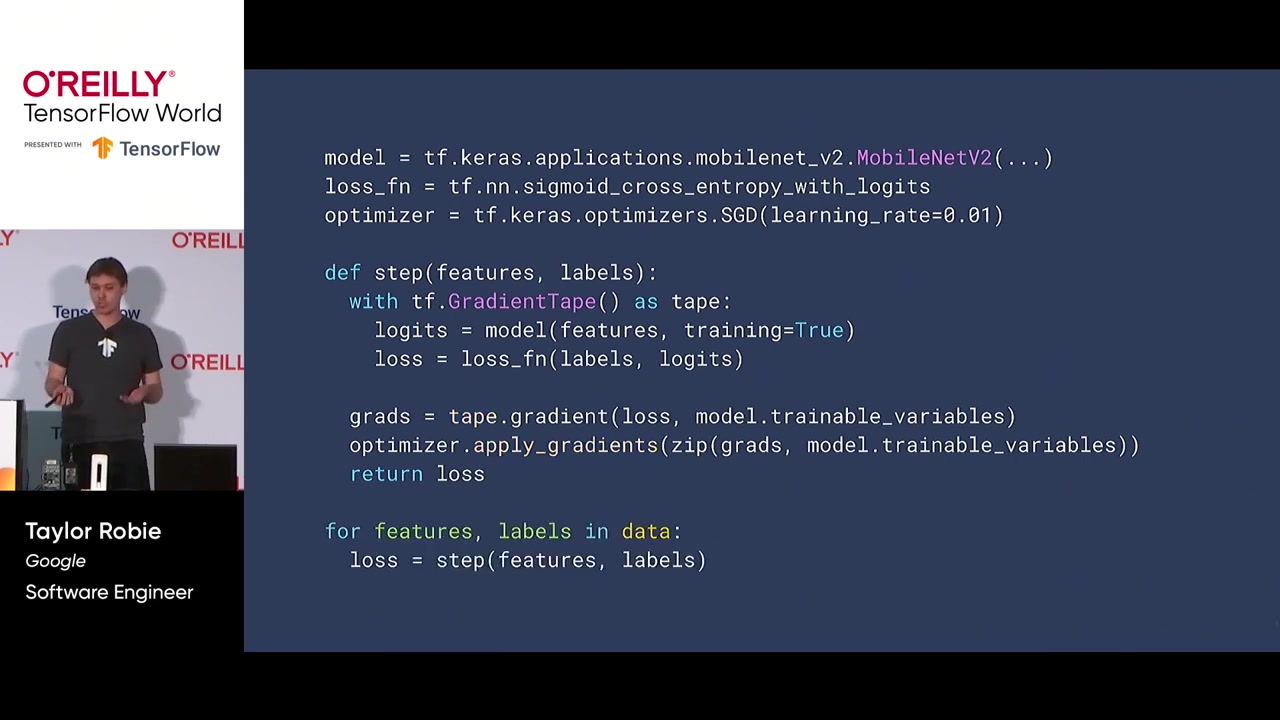 O'REILLY®
TensorFlow World
PRESENTED WITH TensorFlow
model = tf.keras.applications.mobilenet_v2.MobileNetV2(...)
loss_fn = tf.nn.sigmoid_cross_entropy_with_logits
optimizer = tf.keras.optimizers.SGD(learning_rate=0.01)
def step(features, labels):
with tf.GradientTape() as tape:
logits = model(features, training=True)
loss = loss_fn(labels, logits)
grads = tape.gradient(loss, model.trainable_variables)
optimizer.apply_gradients(zip(grads, model.trainable_variables))
return loss
for features, labels in data:
loss = step(features, labels)
O'REILL
O'REILL
Taylor Robie
Google
Software Engineer